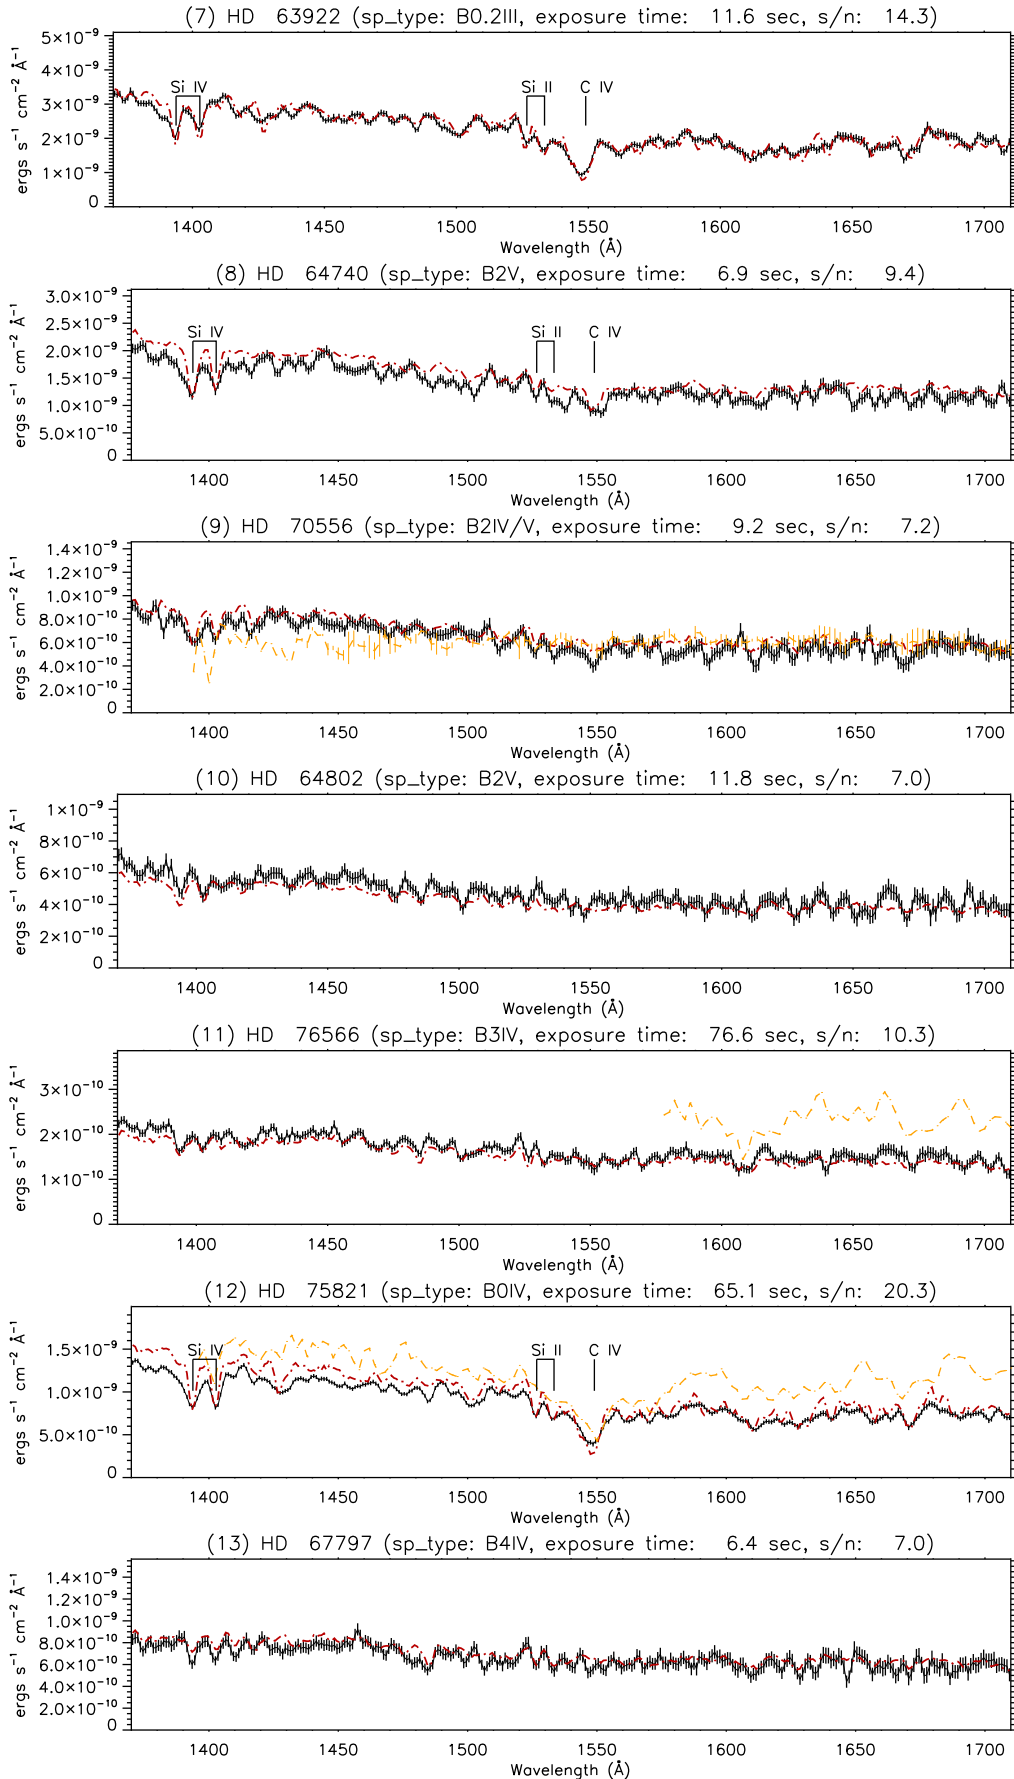 (7) HD 63922 (sp_type: B0.2III, exposure time: 11.6 sec, s/n: 14.3)
5×10⁻⁹
4×10⁻⁹
3×10⁻⁹
2×10⁻⁹
1×10⁻⁹
0
ergs s⁻¹ cm⁻² Å⁻¹
Si IV
Si II
C IV
1400 1450 1500 1550 1600 1650 1700
Wavelength (Å)
(8) HD 64740 (sp_type: B2V, exposure time: 6.9 sec, s/n: 9.4)
3.0×10⁻⁹
2.5×10⁻⁹
2.0×10⁻⁹
1.5×10⁻⁹
1.0×10⁻⁹
5.0×10⁻¹⁰
0
ergs s⁻¹ cm⁻² Å⁻¹
Si IV
Si II
C IV
1400 1450 1500 1550 1600 1650 1700
Wavelength (Å)
(9) HD 70556 (sp_type: B2IV/V, exposure time: 9.2 sec, s/n: 7.2)
1.4×10⁻⁹
1.2×10⁻⁹
1.0×10⁻⁹
8.0×10⁻¹⁰
6.0×10⁻¹⁰
4.0×10⁻¹⁰
2.0×10⁻¹⁰
0
ergs s⁻¹ cm⁻² Å⁻¹
1400 1450 1500 1550 1600 1650 1700
Wavelength (Å)
(10) HD 64802 (sp_type: B2V, exposure time: 11.8 sec, s/n: 7.0)
1×10⁻⁹
8×10⁻¹⁰
6×10⁻¹⁰
4×10⁻¹⁰
2×10⁻¹⁰
0
ergs s⁻¹ cm⁻² Å⁻¹
1400 1450 1500 1550 1600 1650 1700
Wavelength (Å)
(11) HD 76566 (sp_type: B3IV, exposure time: 76.6 sec, s/n: 10.3)
3×10⁻¹⁰
2×10⁻¹⁰
1×10⁻¹⁰
0
ergs s⁻¹ cm⁻² Å⁻¹
1400 1450 1500 1550 1600 1650 1700
Wavelength (Å)
(12) HD 75821 (sp_type: B0IV, exposure time: 65.1 sec, s/n: 20.3)
1.5×10⁻⁹
1.0×10⁻⁹
5.0×10⁻¹⁰
0
ergs s⁻¹ cm⁻² Å⁻¹
Si IV
Si II
C IV
1400 1450 1500 1550 1600 1650 1700
Wavelength (Å)
(13) HD 67797 (sp_type: B4IV, exposure time: 6.4 sec, s/n: 7.0)
1.4×10⁻⁹
1.2×10⁻⁹
1.0×10⁻⁹
8.0×10⁻¹⁰
6.0×10⁻¹⁰
4.0×10⁻¹⁰
2.0×10⁻¹⁰
0
ergs s⁻¹ cm⁻² Å⁻¹
1400 1450 1500 1550 1600 1650 1700
Wavelength (Å)